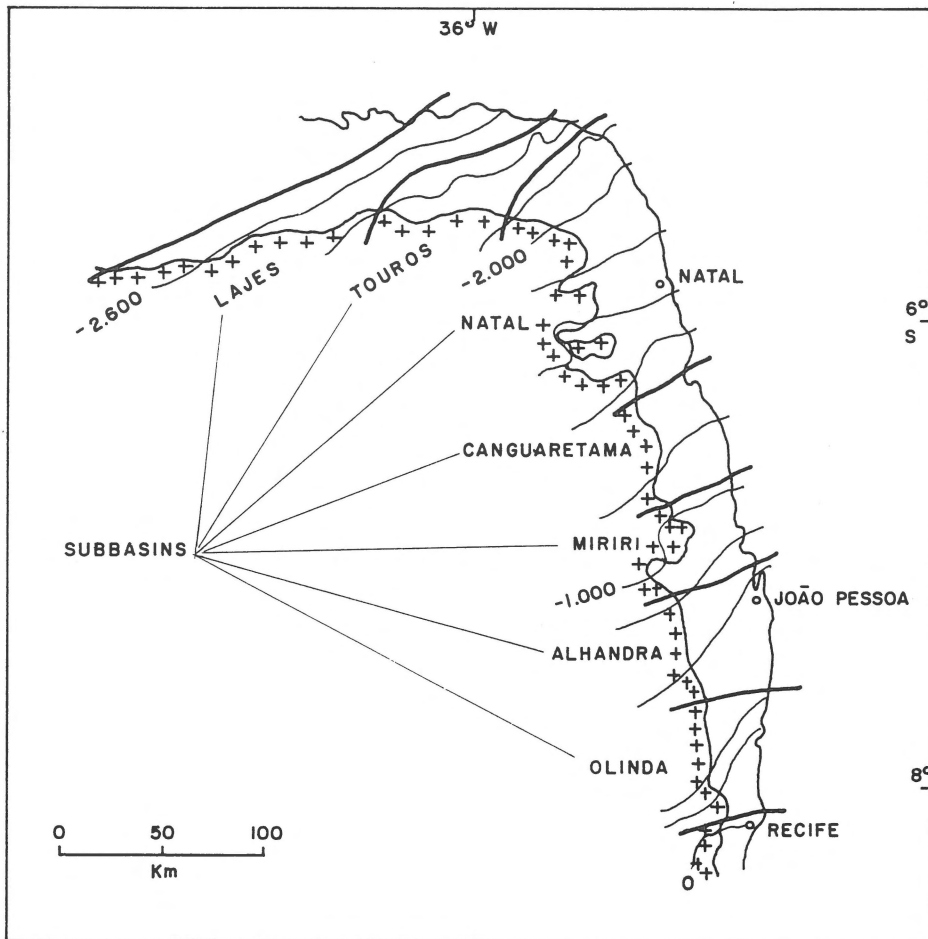 36° W
-2.600
LAJES
TOUROS
-2.000
NATAL
NATAL
6°
S
CANGUARETAMA
SUBBASINS
MIRIRI
-1.000
JOÃO PESSOA
ALHANDRA
OLINDA
8°
0 50 100
Km
RECIFE
0